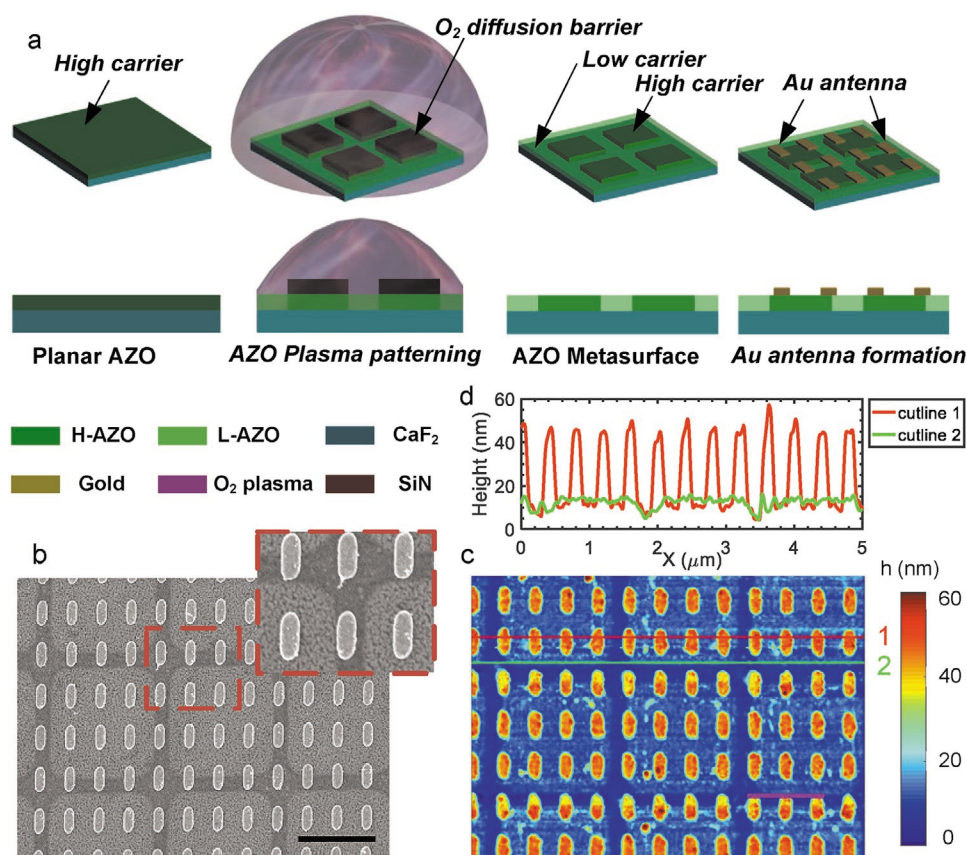 a
High carrier
O₂ diffusion barrier
Low carrier
High carrier
Au antenna
Planar AZO
AZO Plasma patterning
AZO Metasurface
Au antenna formation
H-AZO
L-AZO
CaF₂
Gold
O₂ plasma
SiN
d
Height (nm)
60
40
20
0
0
1
2
3
4
5
X (μm)
cutline 1
cutline 2
b
c
1
2
h (nm)
60
40
20
0